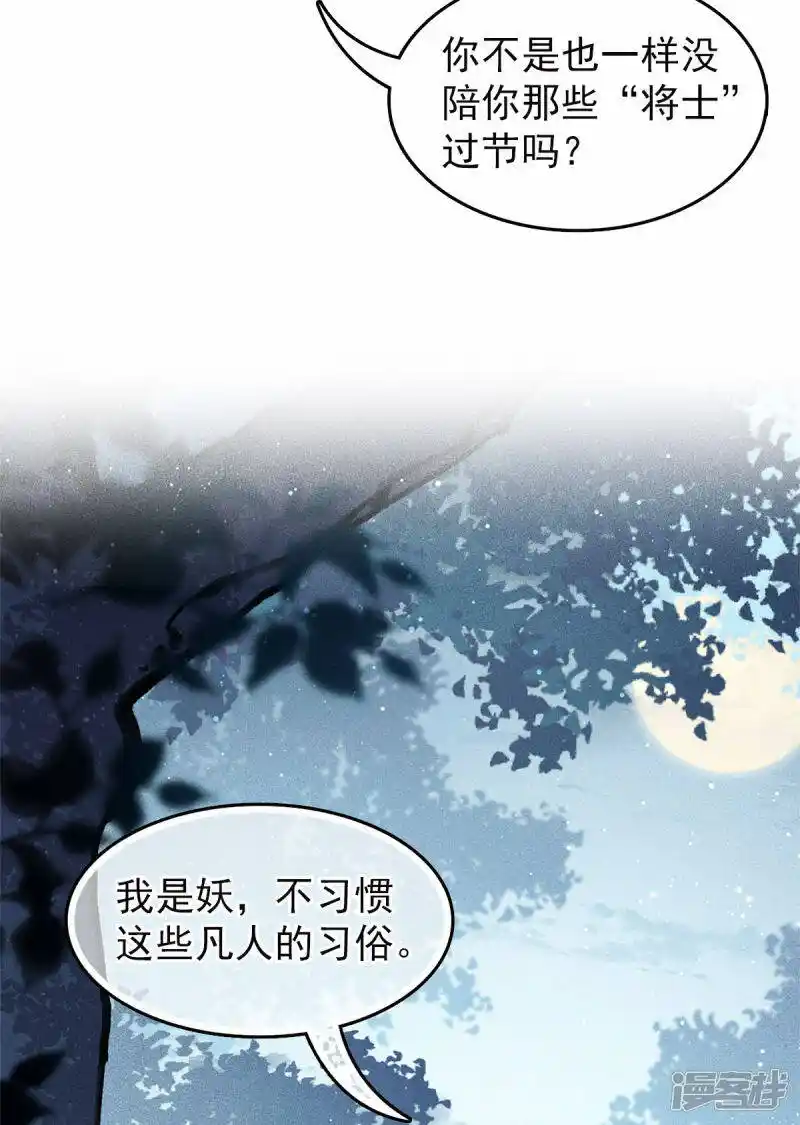 你不是也一样没
陪你那些“将士”
过节吗？
我是妖，不习惯
这些凡人的习俗。
漫客栈